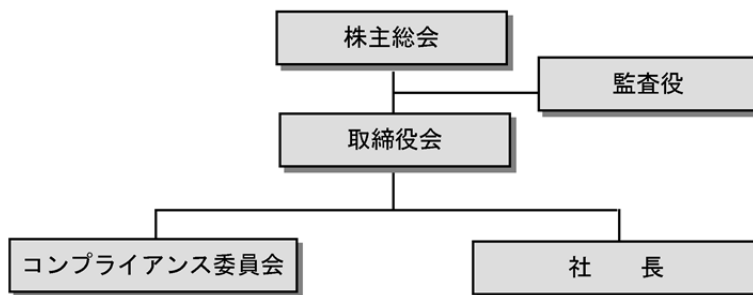 株主総会
監査役
取締役会
コンプライアンス委員会
社　　長